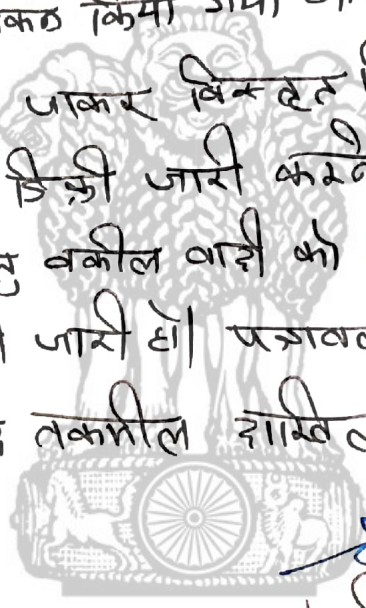 किया गया
पाकर विस्तृत
डिक्री जारी करने
वकील वादी को
जारी हो। पत्रावल
तकमील दाखिल